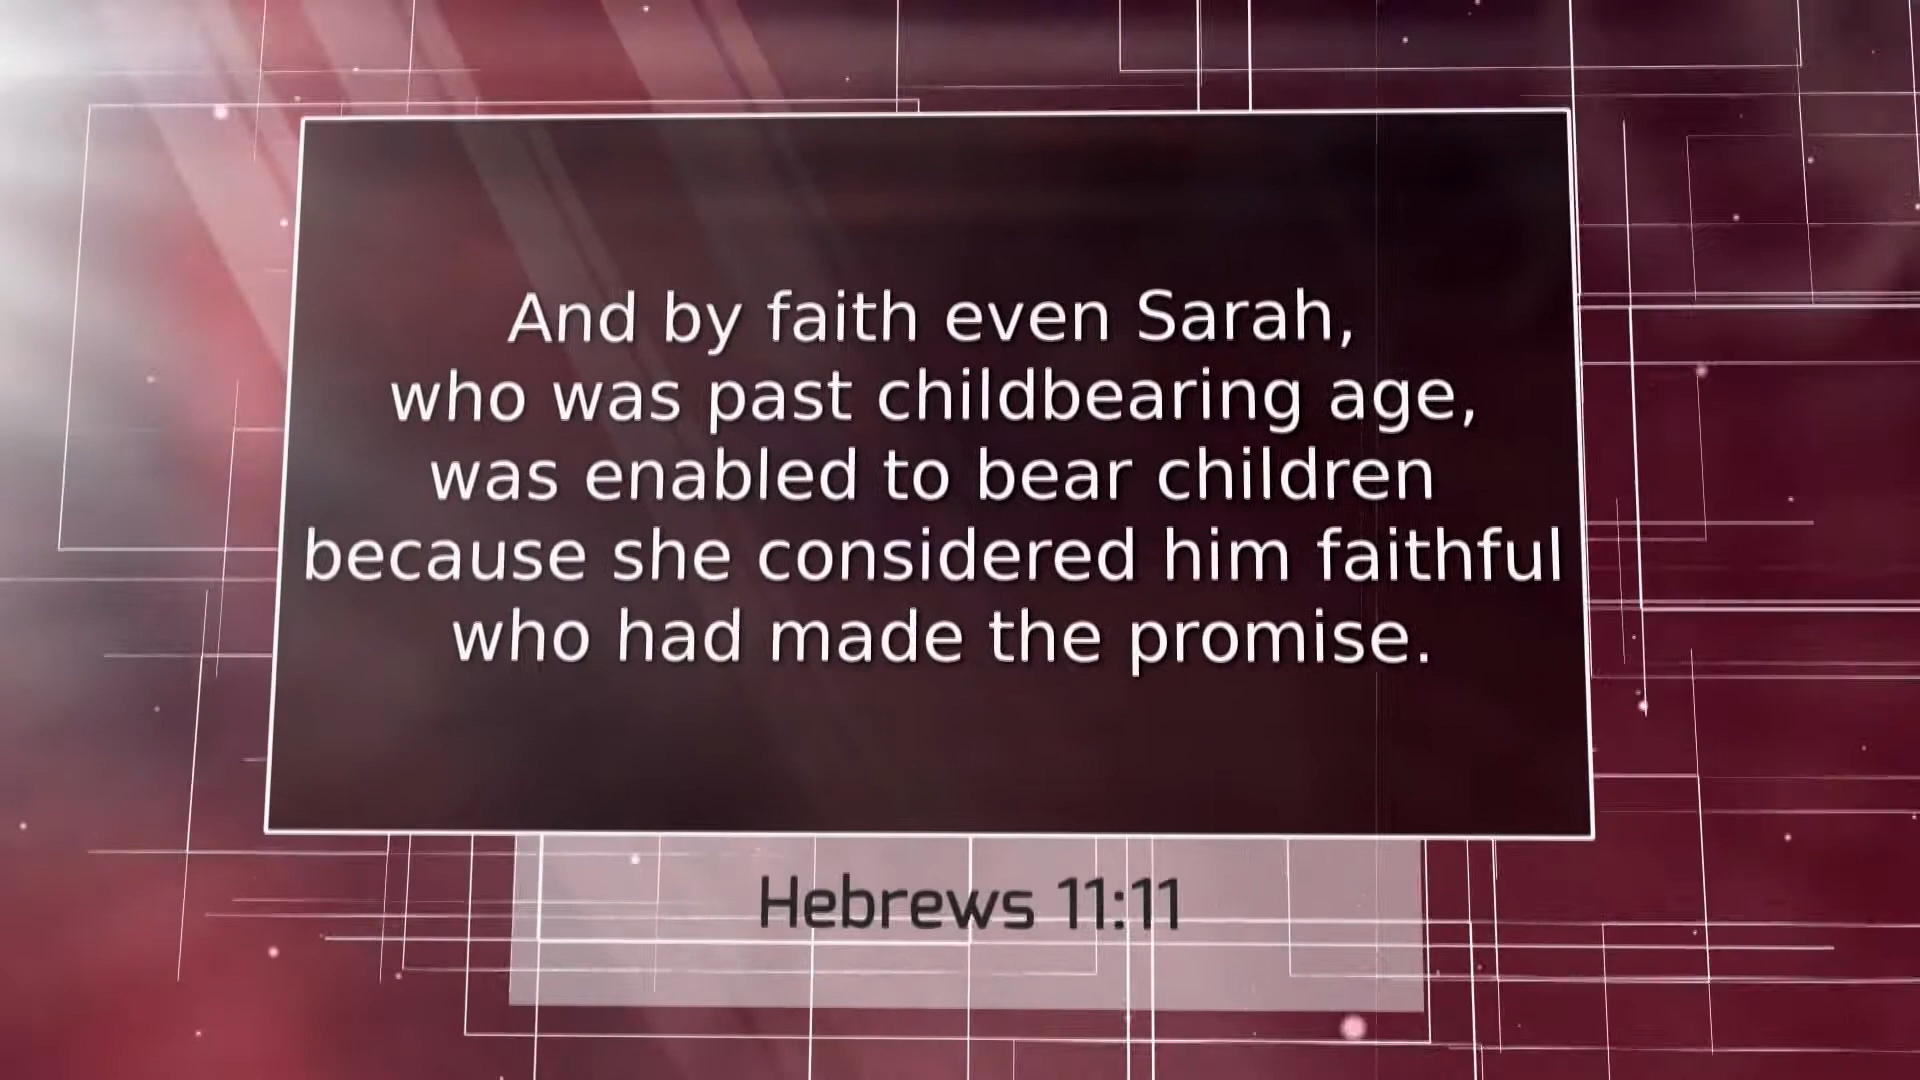 And by faith even Sarah,
who was past childbearing age,
was enabled to bear children
because she considered him faithful
who had made the promise.
Hebrews 11:11